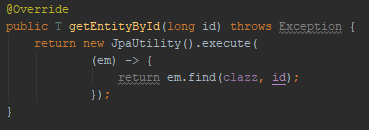 @Override
public T getEntityById(long id) throws Exception {
    return new JpaUtility().execute(
            (em) -> {
                return em.find(clazz, id);
            });
}